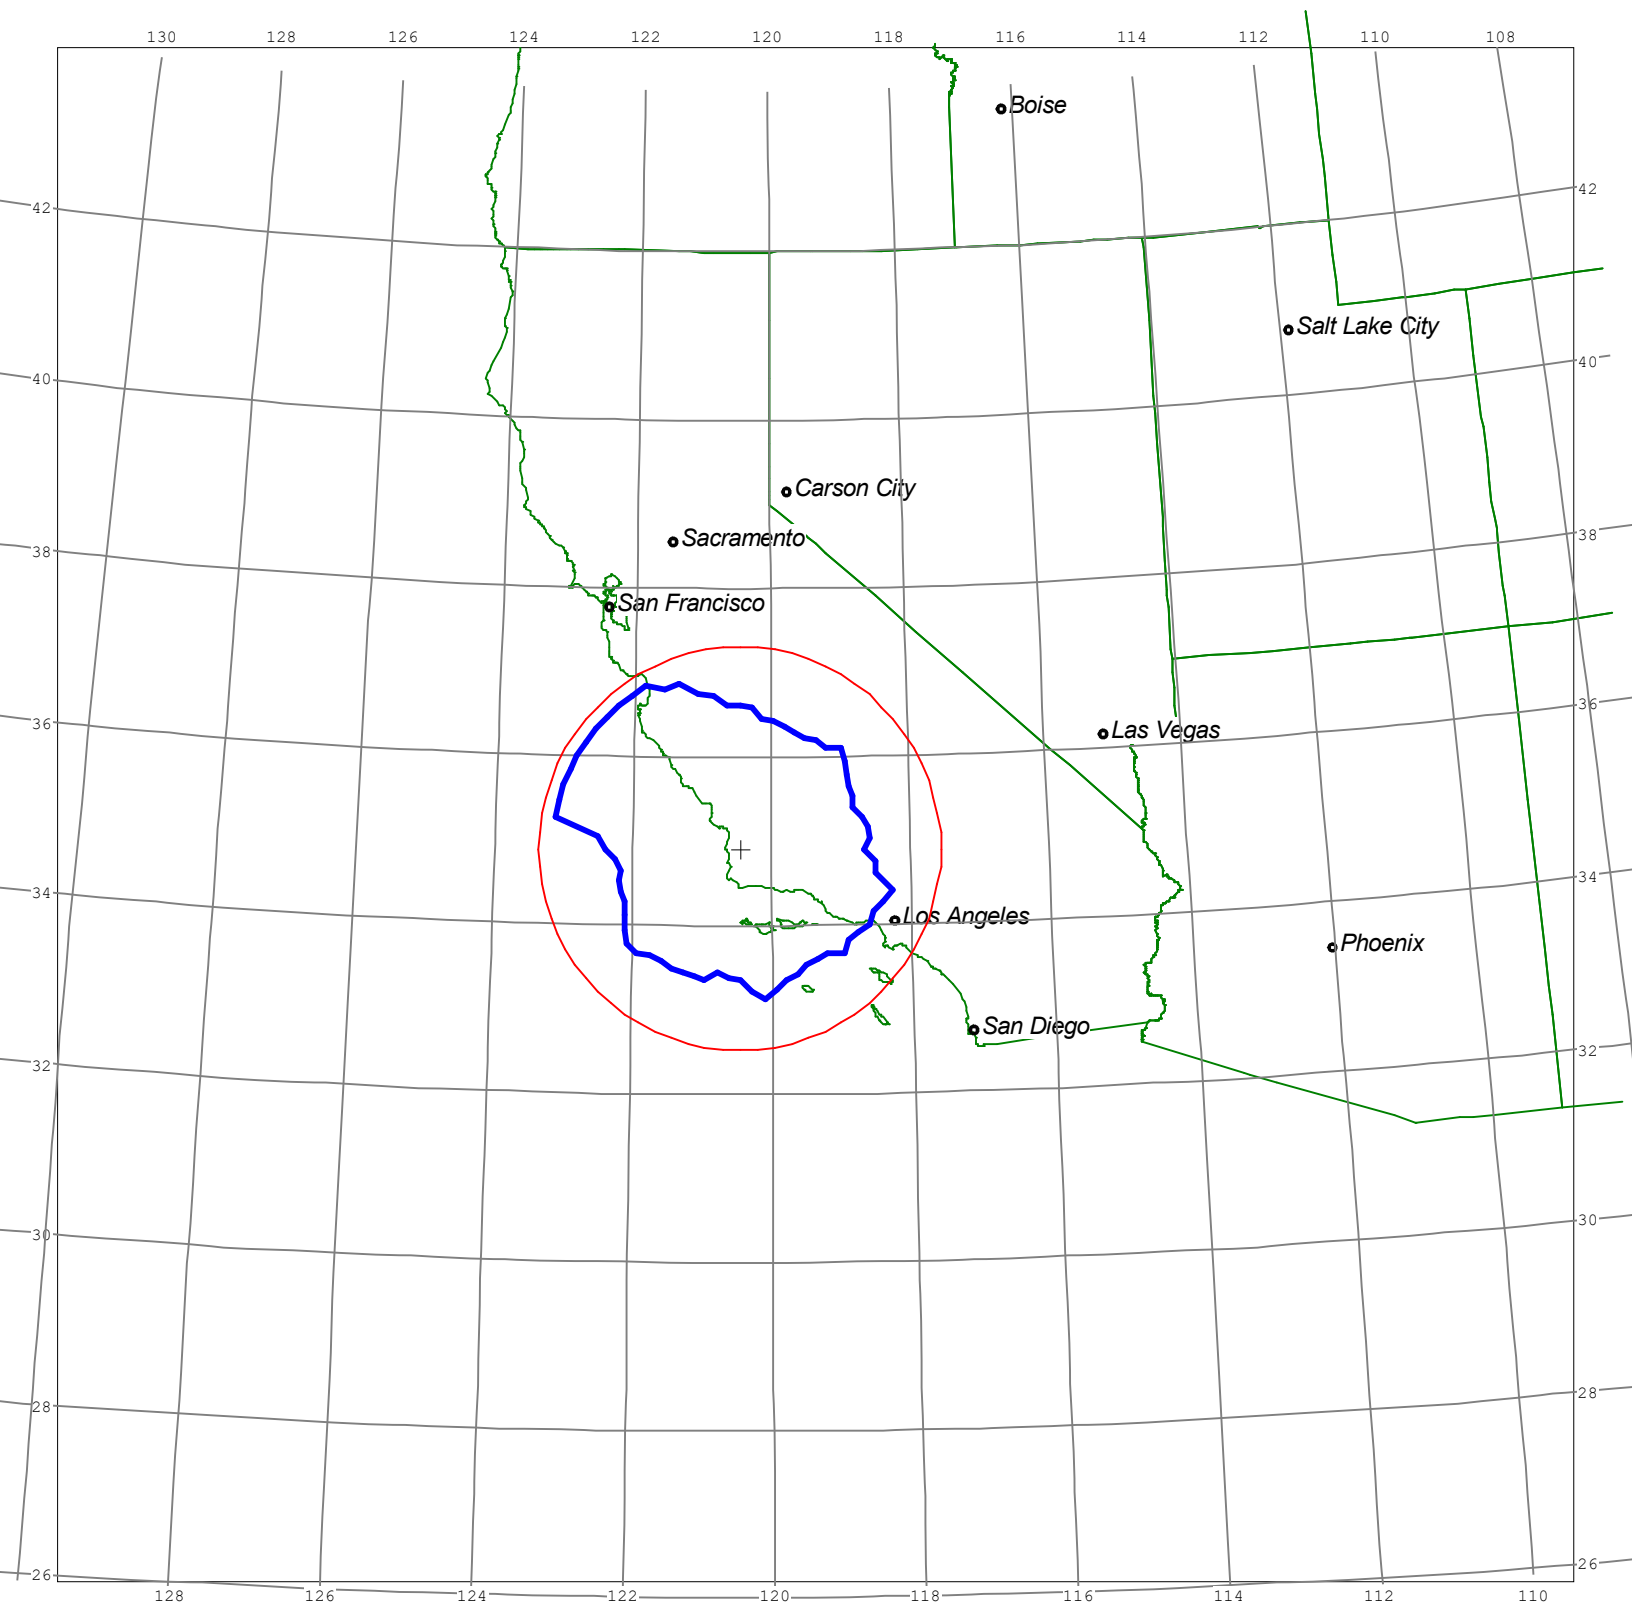 130 128 126 124 122 120 118 116 114 112 110 108
Boise
42 42
Salt Lake City
40 40
Carson City
Sacramento
38 38
San Francisco
36 36
Las Vegas
34 34
Los Angeles
Phoenix
San Diego
32 32
30 30
28 28
26 26
128 126 124 122 120 118 116 114 112 110